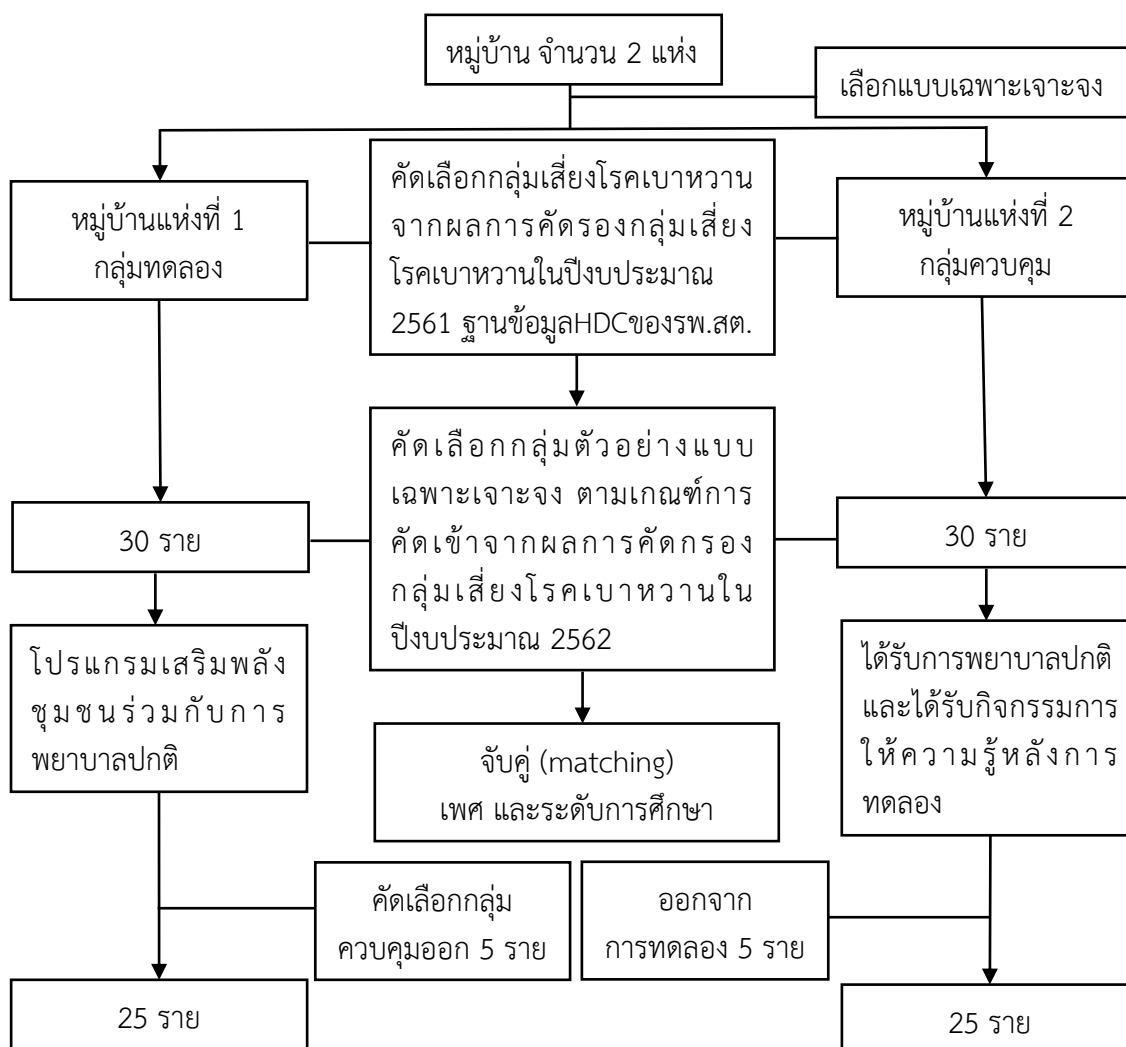 หมู่บ้าน จำนวน 2 แห่ง
เลือกแบบเฉพาะเจาะจง
หมู่บ้านแห่งที่ 1
กลุ่มทดลอง
คัดเลือกกลุ่มเสี่ยงโรคเบาหวาน
จากผลการคัดรองกลุ่มเสี่ยง
โรคเบาหวานในปีงบประมาณ
2561 ฐานข้อมูลHDCของรพ.สต.
หมู่บ้านแห่งที่ 2
กลุ่มควบคุม
30 ราย
คัดเลือกกลุ่มตัวอย่างแบบ
เฉพาะเจาะจง ตามเกณฑ์การ
คัดเข้าจากผลการคัดกรอง
กลุ่มเสี่ยงโรคเบาหวานใน
ปีงบประมาณ 2562
30 ราย
โปรแกรมเสริมพลัง
ชุมชนร่วมกับการ
พยาบาลปกติ
จับคู่ (matching)
เพศ และระดับการศึกษา
ได้รับการพยาบาลปกติ
และได้รับกิจกรรมการ
ให้ความรู้หลังการ
ทดลอง
คัดเลือกกลุ่ม
ควบคุมออก 5 ราย
ออกจาก
การทดลอง 5 ราย
25 ราย
25 ราย